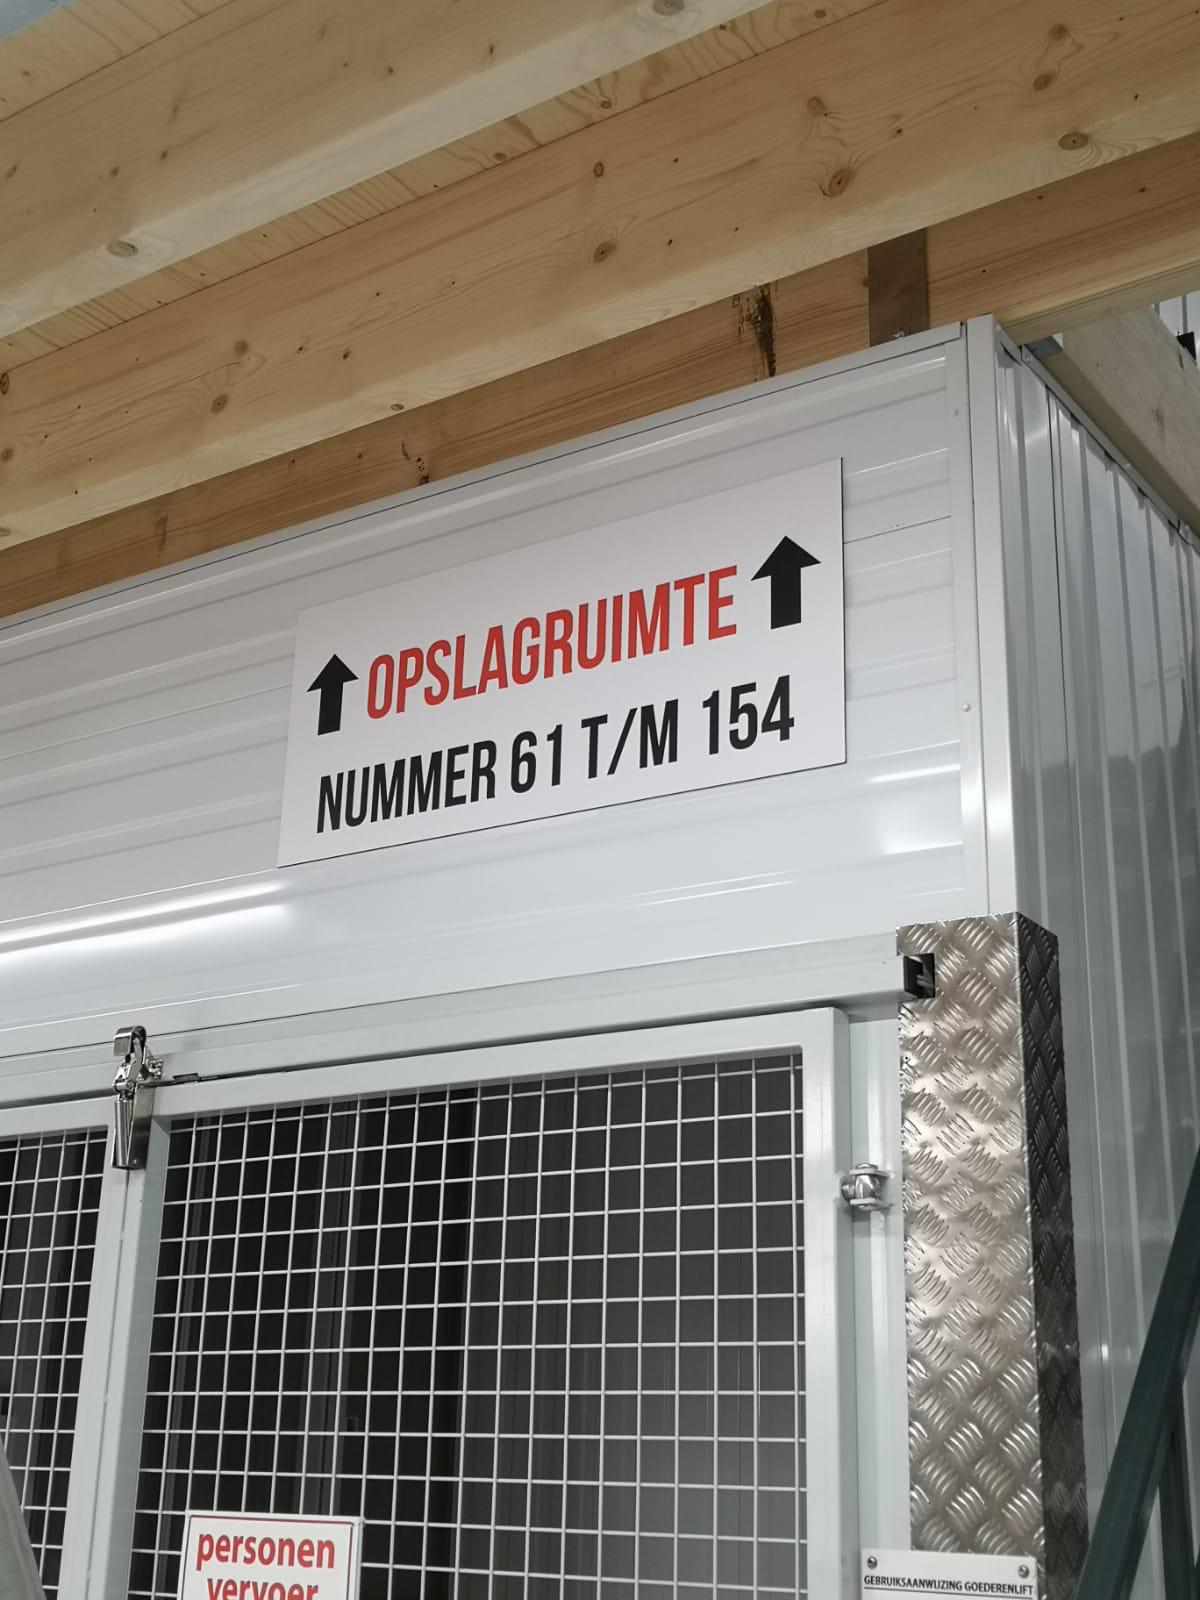 OPSLAGRUIMTE
NUMMER 61 T/M 154
personen
vervoer
GEBRUIKSAANWIJZING GOEDERENLIFT